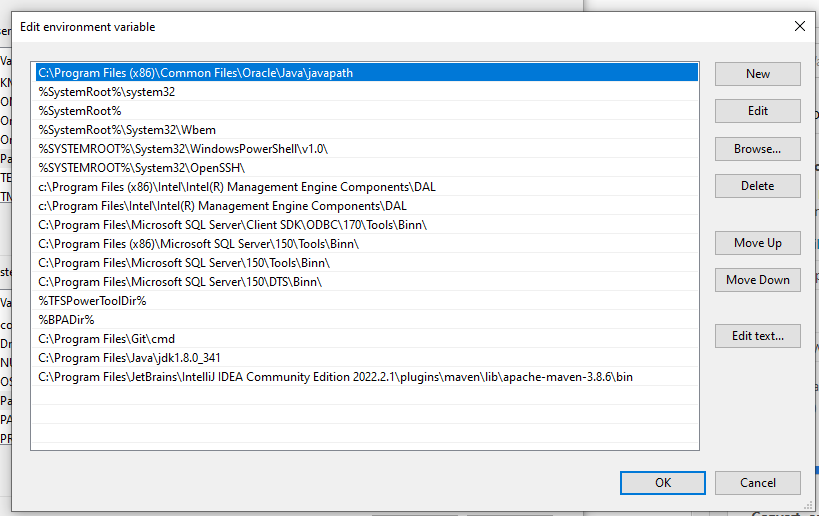 Edit environment variable
C:\Program Files (x86)\Common Files\Oracle\Java\javapath
%SystemRoot%\system32
%SystemRoot%
%SystemRoot%\System32\Wbem
%SYSTEMROOT%\System32\WindowsPowerShell\v1.0\
%SYSTEMROOT%\System32\OpenSSH\
c:\Program Files (x86)\Intel\Intel(R) Management Engine Components\DAL
c:\Program Files\Intel\Intel(R) Management Engine Components\DAL
C:\Program Files\Microsoft SQL Server\Client SDK\ODBC\170\Tools\Binn\
C:\Program Files (x86)\Microsoft SQL Server\150\Tools\Binn\
C:\Program Files\Microsoft SQL Server\150\Tools\Binn\
C:\Program Files\Microsoft SQL Server\150\DTS\Binn\
%TFSPowerToolDir%
%BPADir%
C:\Program Files\Git\cmd
C:\Program Files\Java\jdk1.8.0_341
C:\Program Files\JetBrains\IntelliJ IDEA Community Edition 2022.2.1\plugins\maven\lib\apache-maven-3.8.6\bin
New
Edit
Browse...
Delete
Move Up
Move Down
Edit text...
OK
Cancel